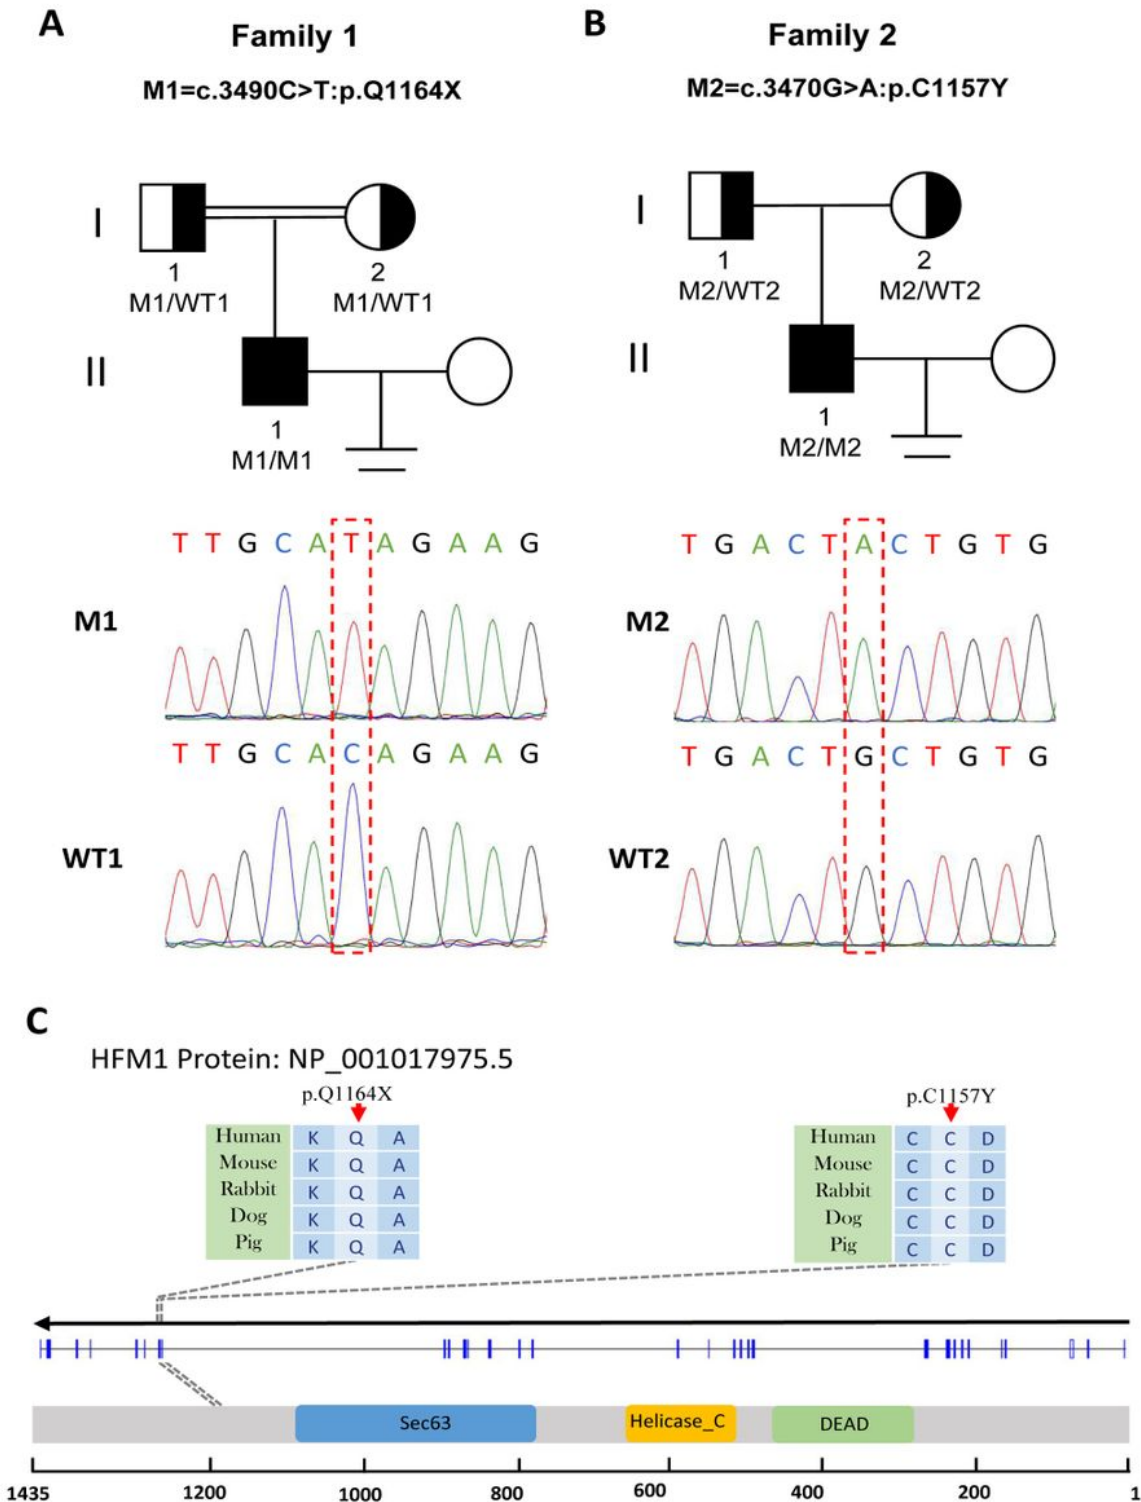 A
Family 1
M1=c.3490C>T:p.Q1164X
I
1
2
M1/WT1
M1/WT1
II
1
M1/M1
T T G C A T A G A A G
M1
T T G C A C A G A A G
WT1
B
Family 2
M2=c.3470G>A:p.C1157Y
I
1
2
M2/WT2
M2/WT2
II
1
M2/M2
T G A C T A C T G T G
M2
T G A C T G C T G T G
WT2
C
HFM1 Protein: NP_001017975.5
p.Q1164X
Human K Q A
Mouse K Q A
Rabbit K Q A
Dog K Q A
Pig K Q A
p.C1157Y
Human C C D
Mouse C C D
Rabbit C C D
Dog C C D
Pig C C D
Sec63 Helicase_C DEAD
1435 1200 1000 800 600 400 200 1